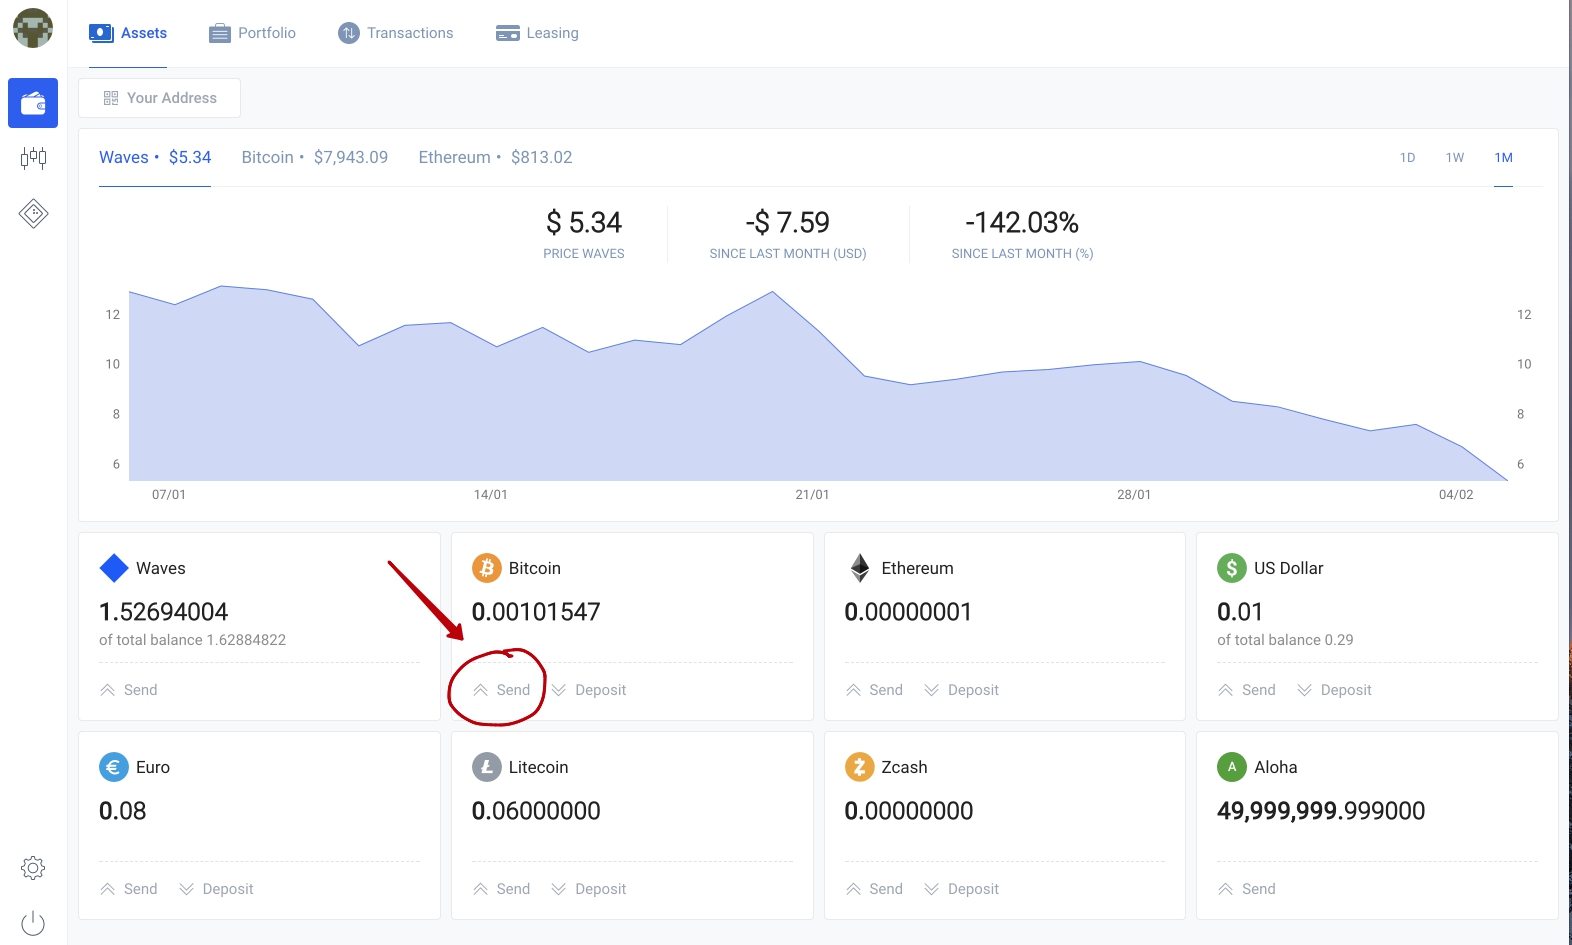 Assets Portfolio Transactions Leasing
Your Address
Waves • $5.34 Bitcoin • $7,943.09 Ethereum • $813.02 1D 1W 1M
$ 5.34 -$ 7.59 -142.03%
PRICE WAVES SINCE LAST MONTH (USD) SINCE LAST MONTH (%)
12 12
10 10
8 8
6 6
07/01 14/01 21/01 28/01 04/02
Waves Bitcoin Ethereum $ US Dollar
1.52694004 0.00101547 0.00000001 0.01
of total balance 1.62884822 of total balance 0.29
Send Send Deposit Send Deposit Send Deposit
€ Euro Litecoin Zcash A Aloha
0.08 0.06000000 0.00000000 49,999,999.999000
Send Deposit Send Deposit Send Deposit Send